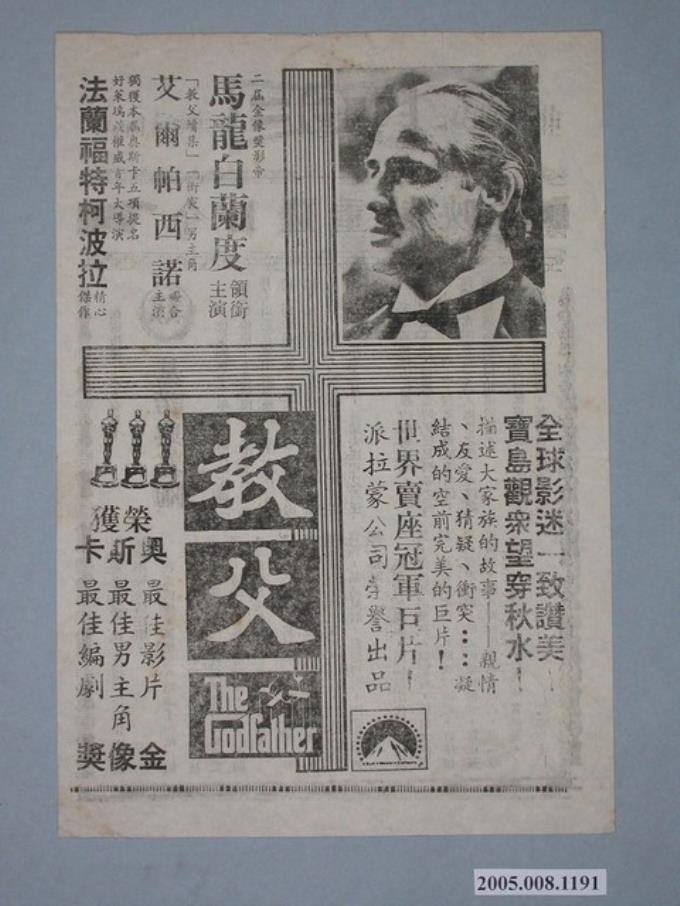 二屆金像獎影帝
馬龍白蘭度 領銜主演
「教父續集」「衝突」男主角
艾爾帕西諾 聯合主演
獨獲本屆奧斯卡五項提名
好萊塢最權威青年大導演
法蘭福特柯波拉 精心傑作
全球影迷一致讚美！
寶島觀眾望穿秋水！
描述大家族的故事——親情
、友愛、猜疑、衝突……凝
結成的空前完美的巨片！
世界賣座冠軍巨片！
派拉蒙公司榮譽出品
教父
The
Godfather
榮獲
奧斯卡
最佳影片
最佳男主角
最佳編劇
金像獎
2005.008.1191